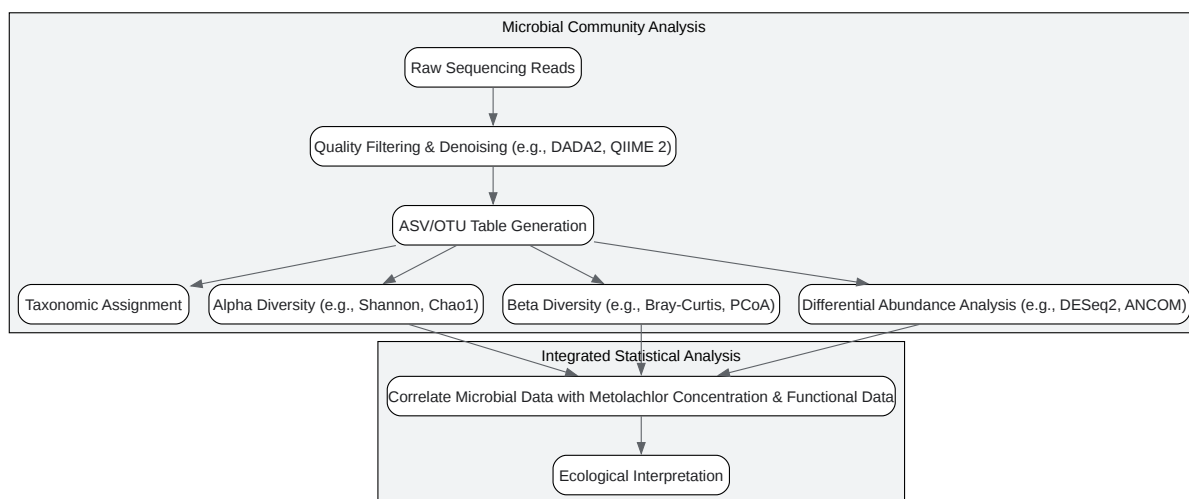 Microbial Community Analysis
Raw Sequencing Reads
Quality Filtering & Denoising (e.g., DADA2, QIIME 2)
ASV/OTU Table Generation
Taxonomic Assignment
Alpha Diversity (e.g., Shannon, Chao1)
Beta Diversity (e.g., Bray-Curtis, PCoA)
Differential Abundance Analysis (e.g., DESeq2, ANCOM)
Integrated Statistical Analysis
Correlate Microbial Data with Metolachlor Concentration & Functional Data
Ecological Interpretation